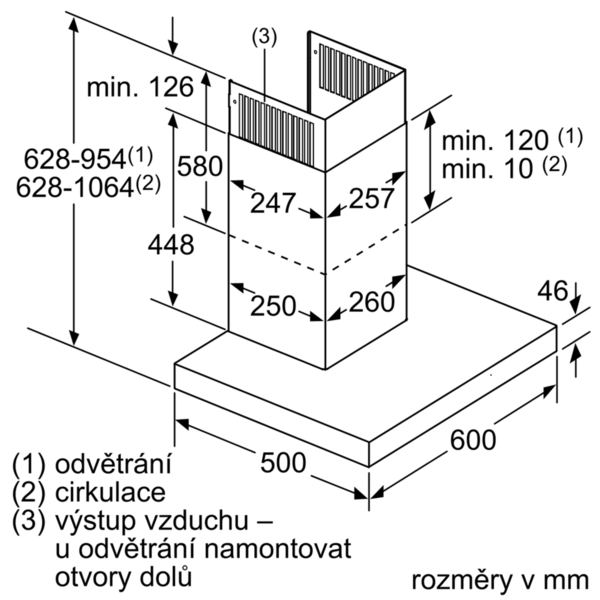 (3)
min. 126
628-954(1)
628-1064(2)
580
min. 120 (1)
min. 10 (2)
247
257
448
250
260
46
500
600
(1) odvětrání
(2) cirkulace
(3) výstup vzduchu –
u odvětrání namontovat
otvory dolů
rozměry v mm